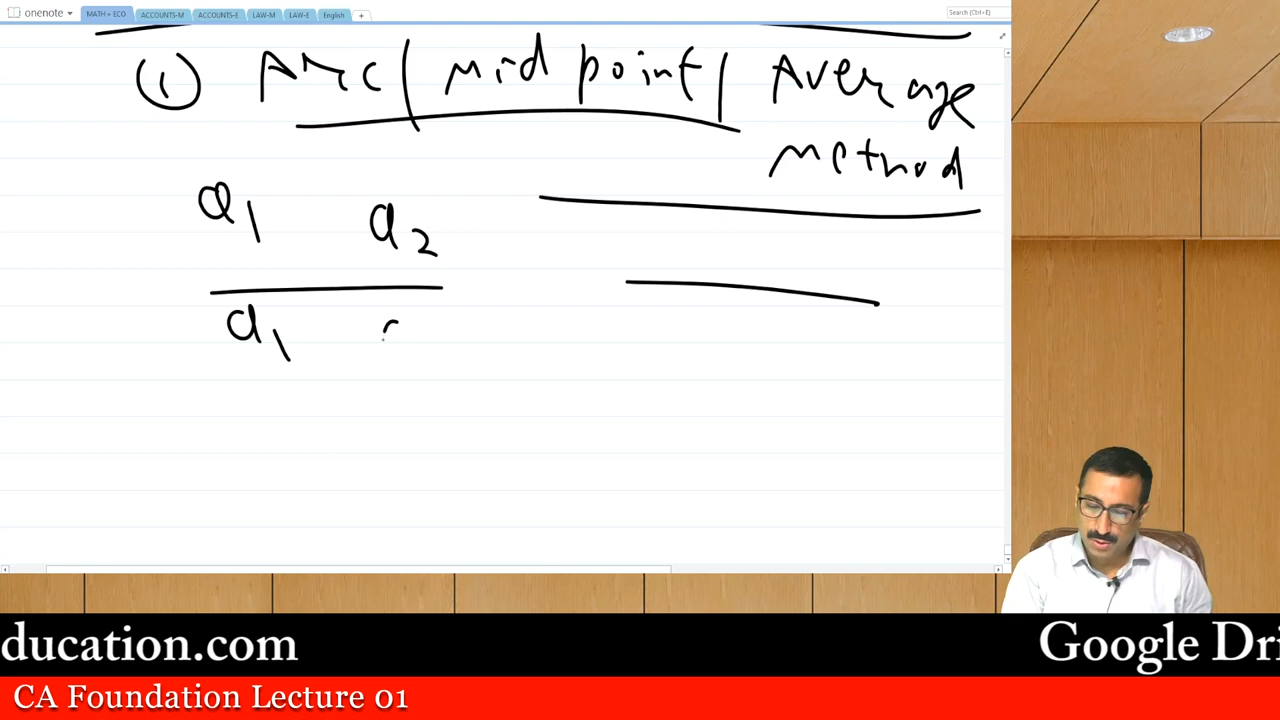 onenote MATH + ECO ACCOUNTS-M ACCOUNTS-E LAW-M LAW-E English + Search (Ctrl+E)
① Arc / Mid point / Average
method
Q1 Q2
Q1
ducation.com Google Dri
CA Foundation Lecture 01